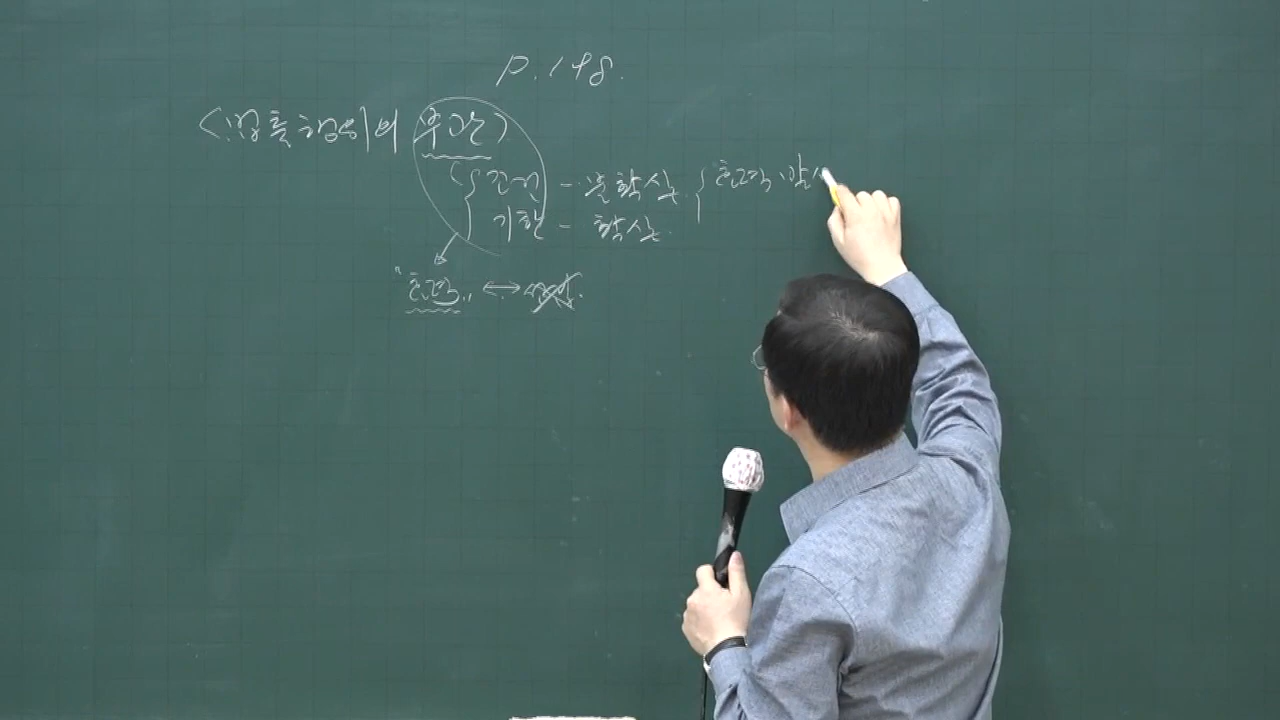 P.148.
<법률행위의 부관>
{ 조건 - 불확실 { 효력 발
기한 - 확실.
"효력" ↔ 성립.